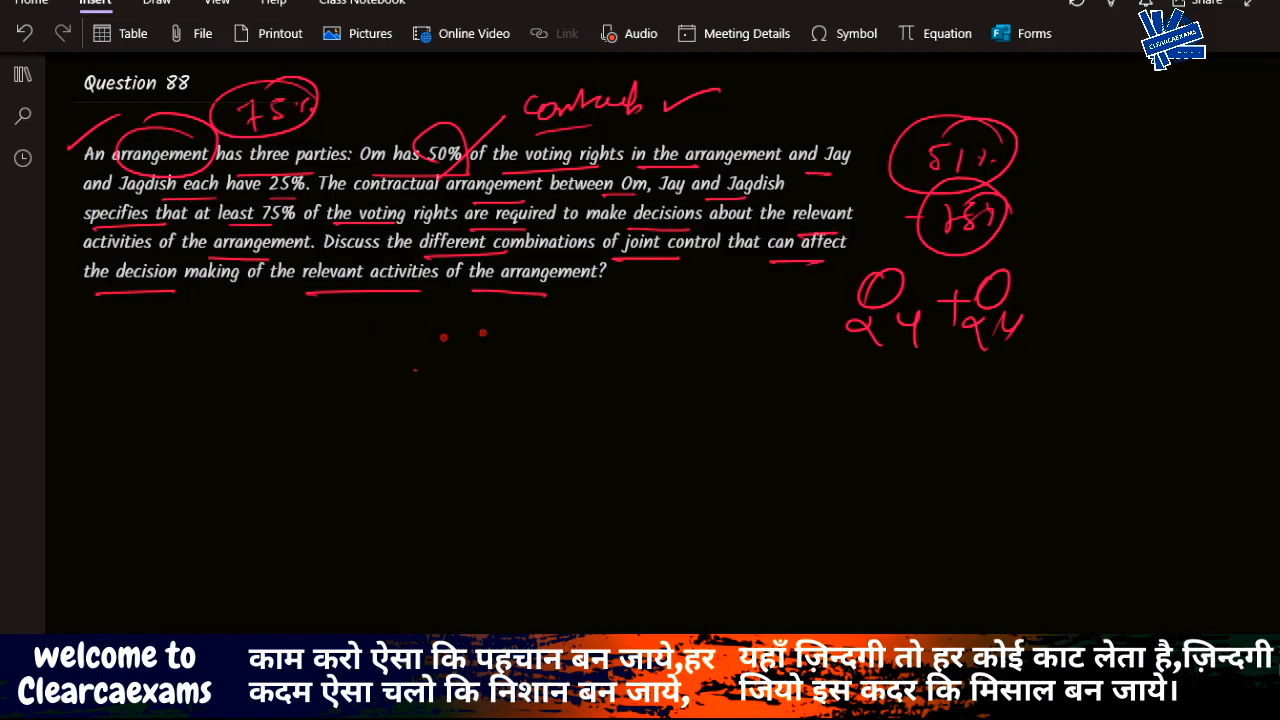 Home Insert Draw View Help Class Notebook Share
Table File Printout Pictures Online Video Link Audio Meeting Details Symbol Equation Forms
CLEARCAEXAMS
Question 88
75%
control
An arrangement has three parties: Om has 50% of the voting rights in the arrangement and Jay
51%
and Jagdish each have 25%. The contractual arrangement between Om, Jay and Jagdish
specifies that at least 75% of the voting rights are required to make decisions about the relevant
activities of the arrangement. Discuss the different combinations of joint control that can affect
the decision making of the relevant activities of the arrangement?
welcome to
Clearcaexams
काम करो ऐसा कि पहचान बन जाये,हर
कदम ऐसा चलो कि निशान बन जाये,
यहाँ ज़िन्दगी तो हर कोई काट लेता है,ज़िन्दगी
जियो इस कदर कि मिसाल बन जाये।